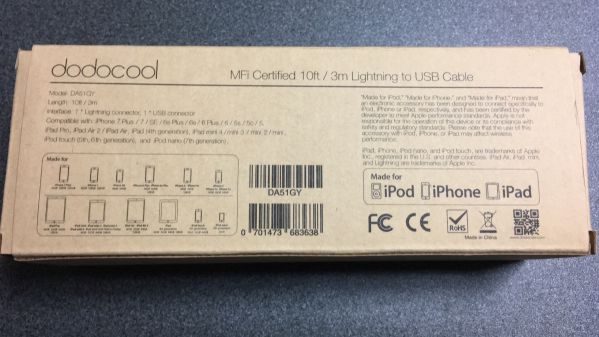 dodocool
MFi Certified 10ft / 3m Lightning to USB Cable
Model: DA51GY
Length: 10ft / 3m
Interface: 1 * Lightning connector, 1 * USB connector
Compatible with: iPhone 7 Plus / 7 / SE / 6s Plus / 6s / 6 Plus / 6 / 5s / 5c / 5,
iPad Pro, iPad Air 2 / iPad Air, iPad (4th generation), iPad mini 4 / mini 3 / mini 2 / mini,
iPod touch (5th, 6th generation), and iPod nano (7th generation).
"Made for iPod," "Made for iPhone," and "Made for iPad," mean that
an electronic accessory has been designed to connect specifically to
iPod, iPhone or iPad, respectively, and has been certified by the
developer to meet Apple performance standards. Apple is not
responsible for the operation of this device or its compliance with
safety and regulatory standards. Please note that the use of this
accessory with iPod, iPhone, or iPad may affect wireless
performance.
iPad, iPhone, iPod nano, and iPod touch, are trademarks of Apple
Inc., registered in the U.S. and other countries. iPad Air, iPad mini,
and Lightning are trademarks of Apple Inc.
Made for
DA51GY
0 701473 683638
Made for
iPod iPhone iPad
FC CE RoHS
Made in China